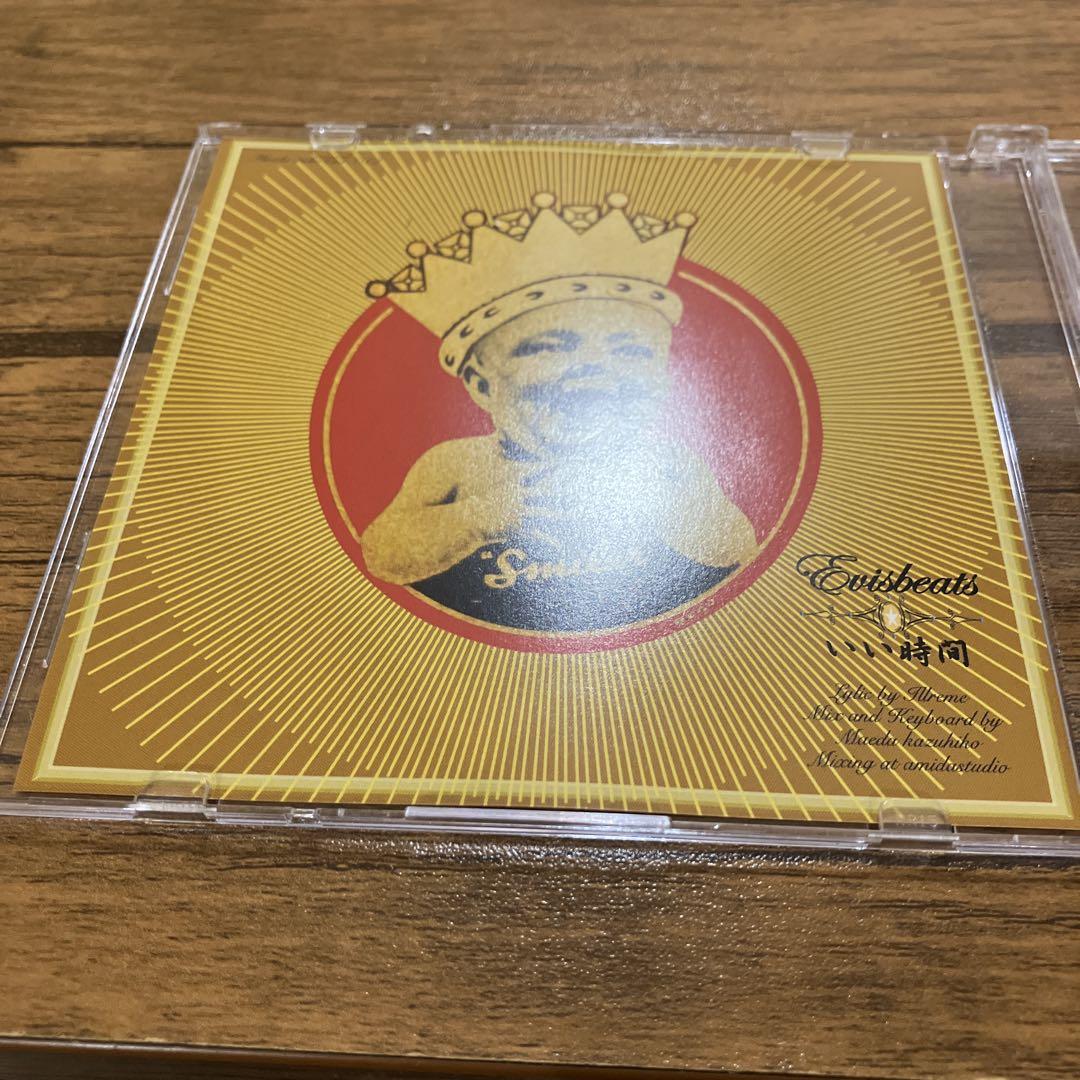 Evisbeats
いい時間
Lylic by Illreme
Mix and Keyboard by
Maeda kazuhiko
Mixing at amidastudio